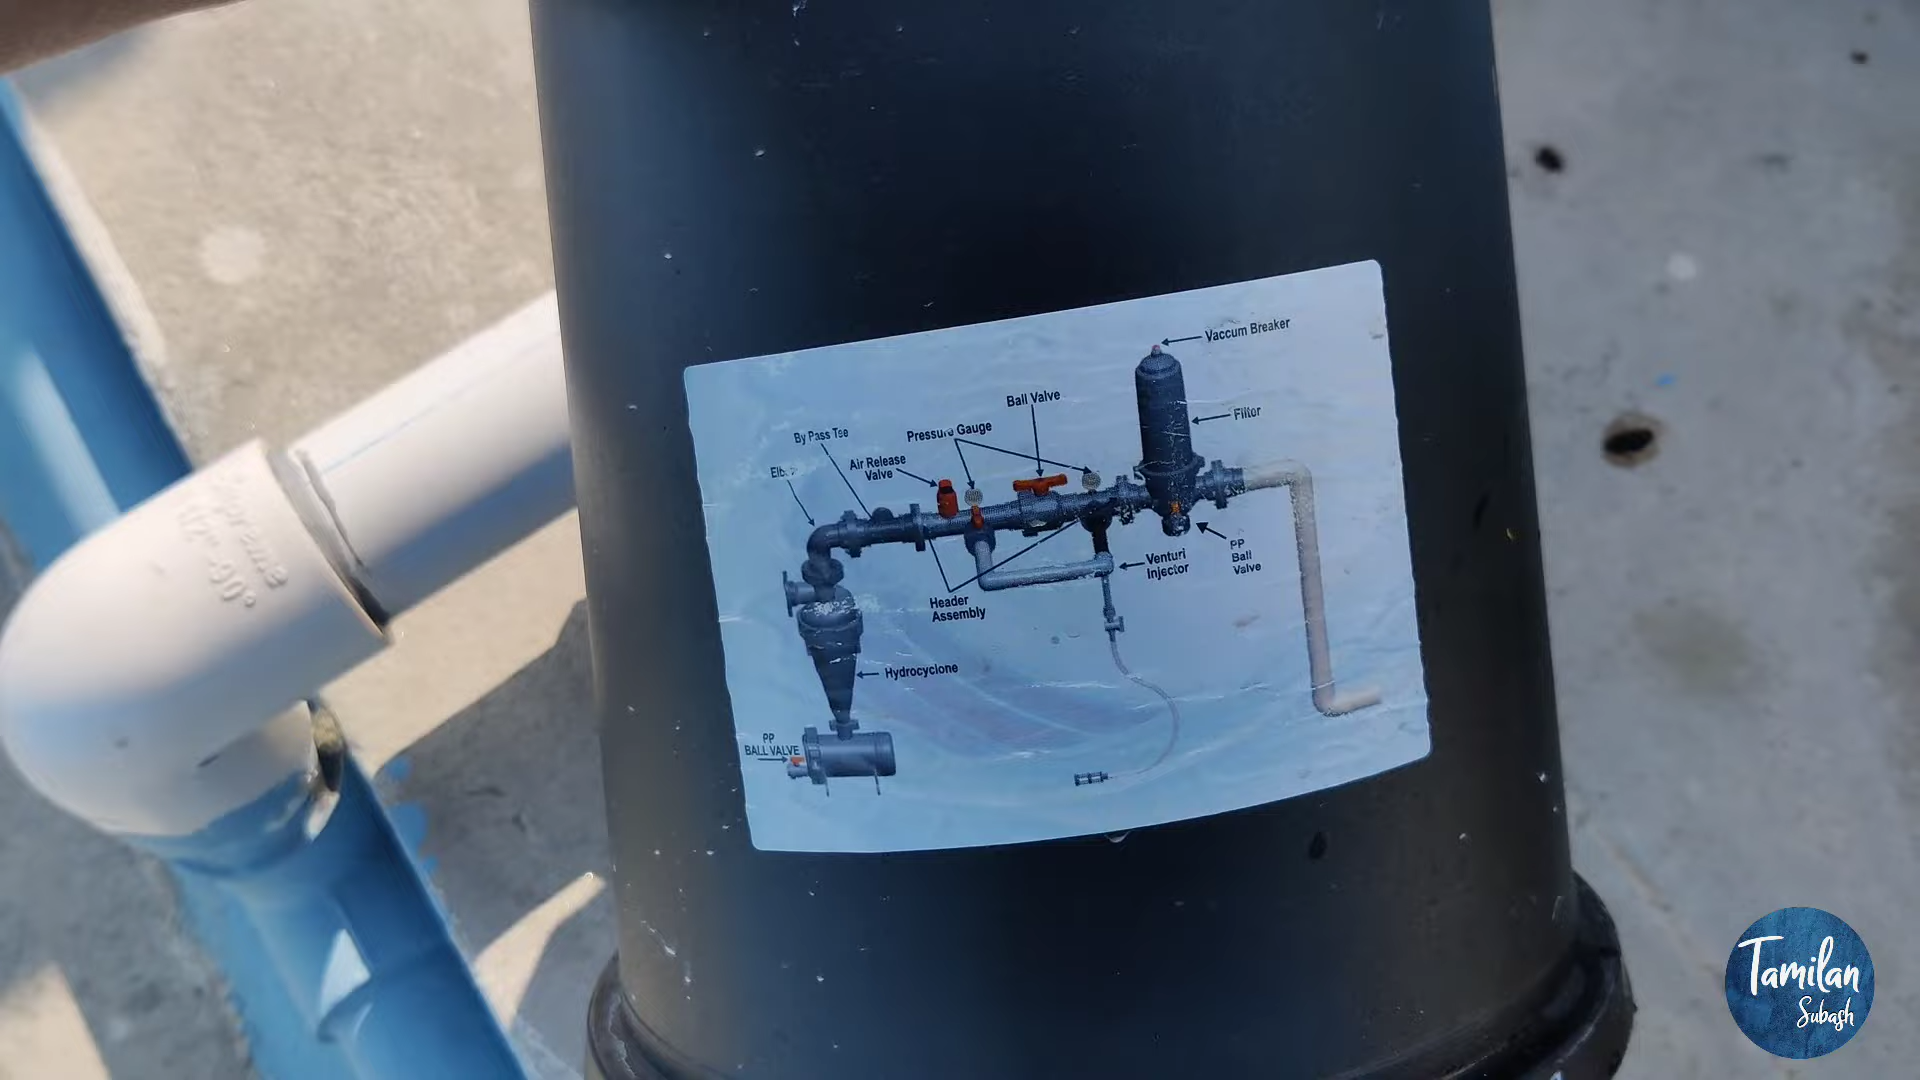 Vaccum Breaker
Ball Valve
Filtor
By Pass Tee
Pressure Gauge
Air Release
Valve
Venturi
Injector
PP
Ball
Valve
Header
Assembly
Hydrocyclone
PP
BALL VALVE
Tamilan
Subash